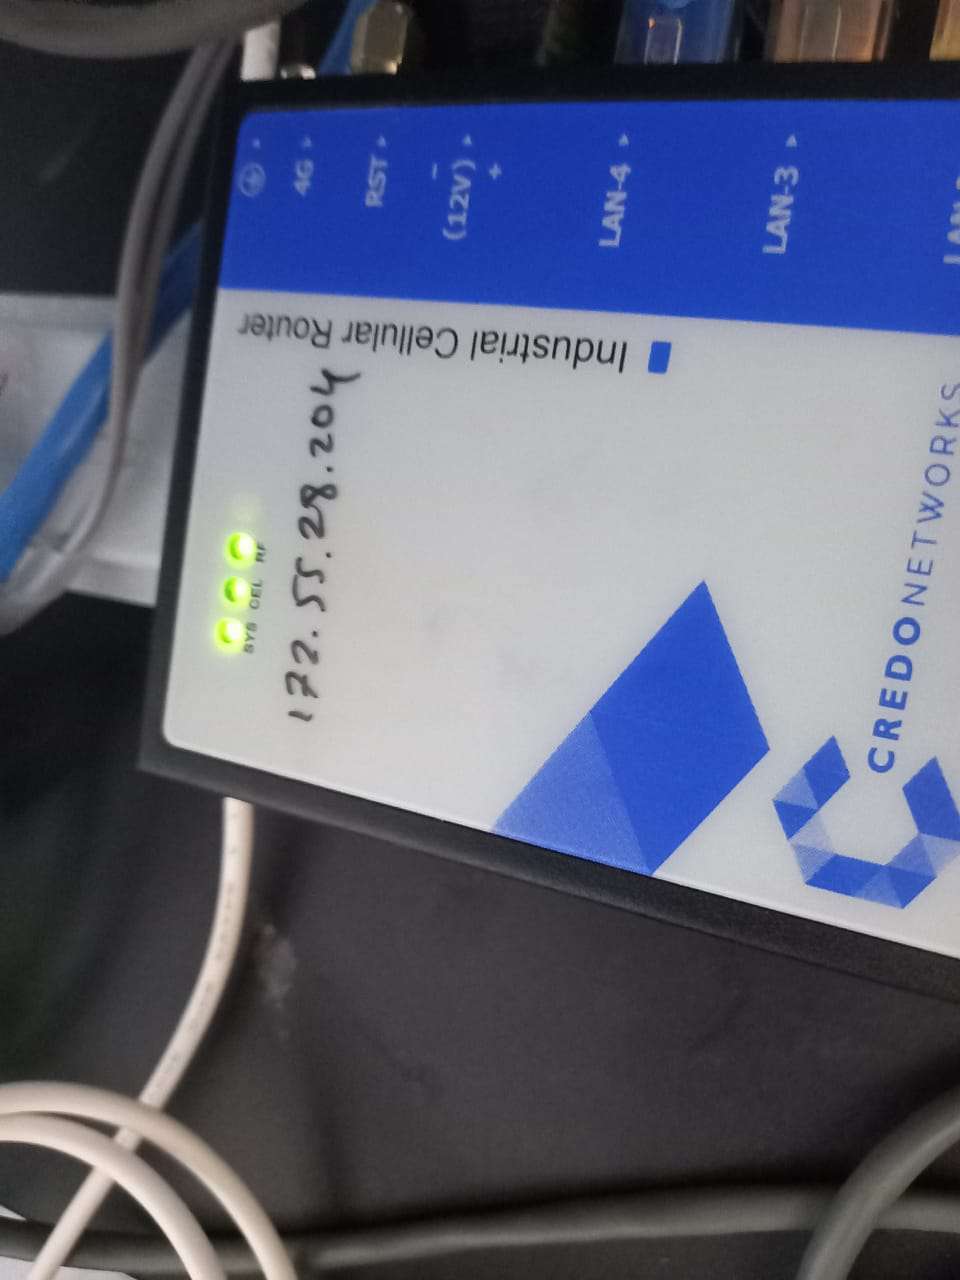 4G
RST
(12V)
− +
LAN-4
LAN-3
Industrial Cellular Router
SYS CEL RF
172.55.28.204
CREDONETWORKS